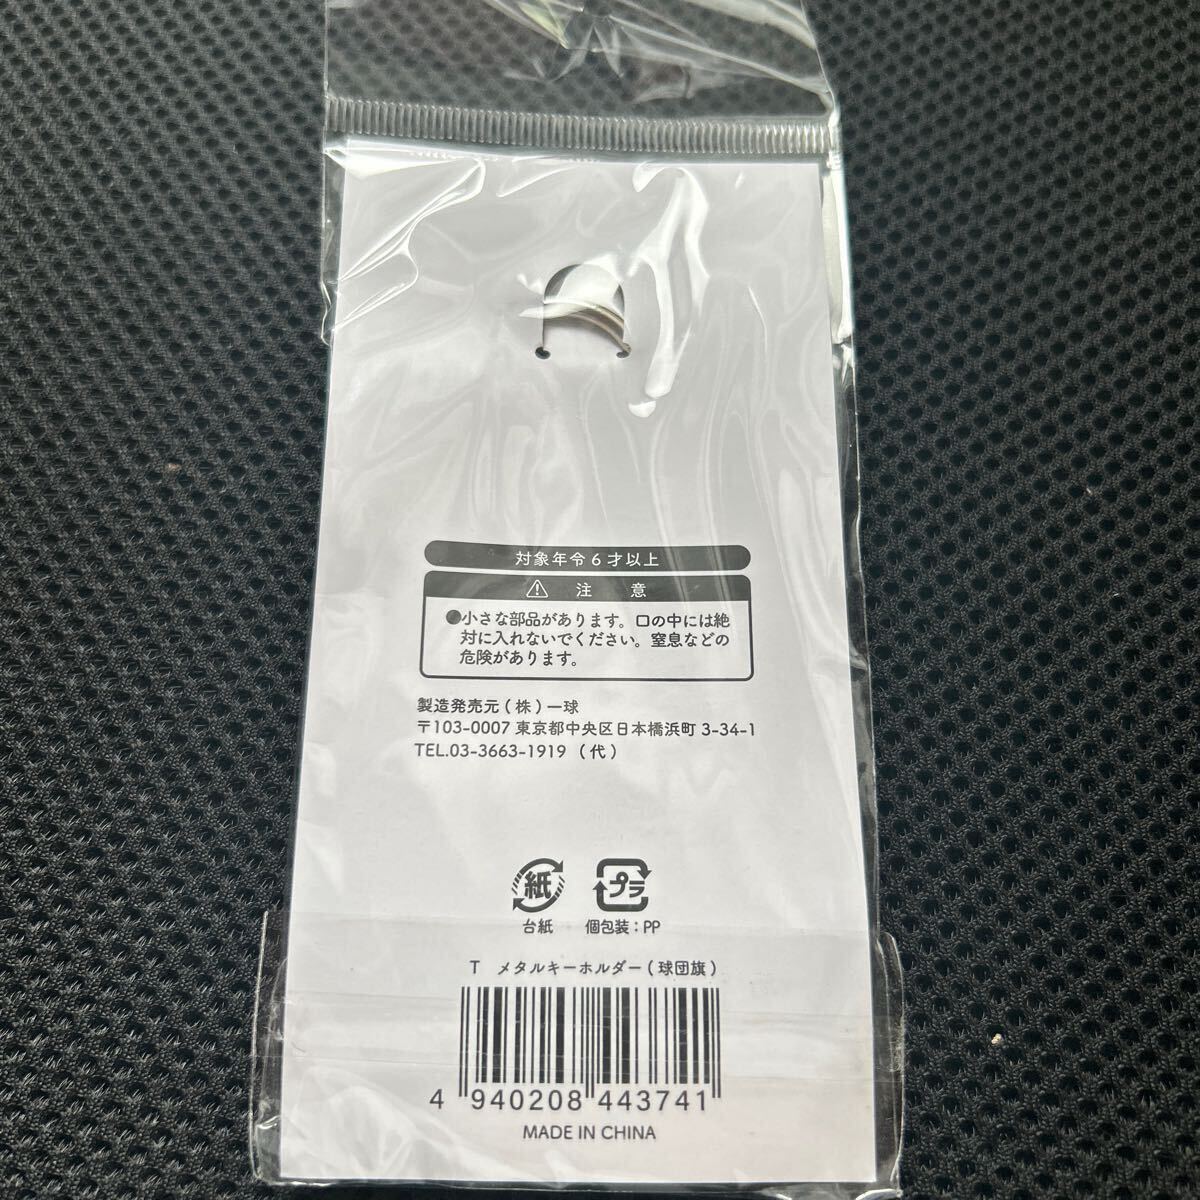 対象年令6才以上
注意
●小さな部品があります。口の中には絶
対に入れないでください。窒息などの
危険があります。
製造発売元(株)一球
〒103-0007 東京都中央区日本橋浜町 3-34-1
TEL.03-3663-1919 (代)
紙 プラ
台紙 個包装:PP
T メタルキーホルダー(球団旗)
4 940208 443741
MADE IN CHINA